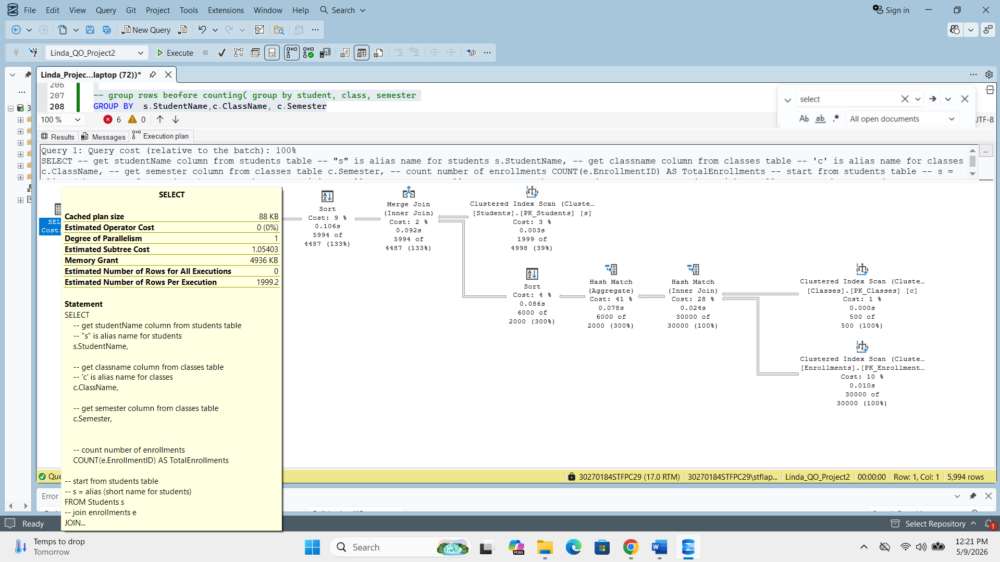 File Edit View Query Git Project Tools Extensions Window Help Search Sign in
New Query
Linda_QO_Project2 Execute
Linda_Projec...laptop (72))*
206
207 -- group rows beofore counting( group by student, class, semester
208 GROUP BY s.StudentName,c.ClassName, c.Semester
select
Ab ab All open documents
100 % 6 0 UTF-8
Results Messages Execution plan
Query 1: Query cost (relative to the batch): 100%
SELECT -- get studentName column from students table -- "s" is alias name for students s.StudentName, -- get classname column from classes table -- 'c' is alias name for classes
c.ClassName, -- get semester column from classes table c.Semester, -- count number of enrollments COUNT(e.EnrollmentID) AS TotalEnrollments -- start from students table -- s =
SEL
Cost:
SELECT
Cached plan size 88 KB
Estimated Operator Cost 0 (0%)
Degree of Parallelism 1
Estimated Subtree Cost 1.05403
Memory Grant 4936 KB
Estimated Number of Rows for All Executions 0
Estimated Number of Rows Per Execution 1999.2
Statement
SELECT
-- get studentName column from students table
-- "s" is alias name for students
s.StudentName,
-- get classname column from classes table
-- 'c' is alias name for classes
c.ClassName,
-- get semester column from classes table
c.Semester,
-- count number of enrollments
COUNT(e.EnrollmentID) AS TotalEnrollments
-- start from students table
-- s = alias (short name for students)
FROM Students s
-- join enrollments e
JOIN...
Sort
Cost: 9 %
0.106s
5994 of
4487 (133%)
Merge Join
(Inner Join)
Cost: 2 %
0.092s
5994 of
4487 (133%)
Clustered Index Scan (Cluste...
[Students].[PK_Students] [s]
Cost: 3 %
0.003s
1999 of
4998 (39%)
Sort
Cost: 4 %
0.086s
6000 of
2000 (300%)
Hash Match
(Aggregate)
Cost: 41 %
0.078s
6000 of
2000 (300%)
Hash Match
(Inner Join)
Cost: 28 %
0.024s
30000 of
30000 (100%)
Clustered Index Scan (Cluste...
[Classes].[PK_Classes] [c]
Cost: 1 %
0.000s
500 of
500 (100%)
Clustered Index Scan (Cluste...
[Enrollments].[PK_Enrollment...
Cost: 10 %
0.010s
30000 of
30000 (100%)
Que 30270184STFPC29 (17.0 RTM) 30270184STFPC29\stflap... Linda_QO_Project2 00:00:00 Row: 1, Col: 1 5,994 rows
Error
Ready Select Repository 1
Temps to drop
Tomorrow
Search
M365
12:21 PM
5/9/2026